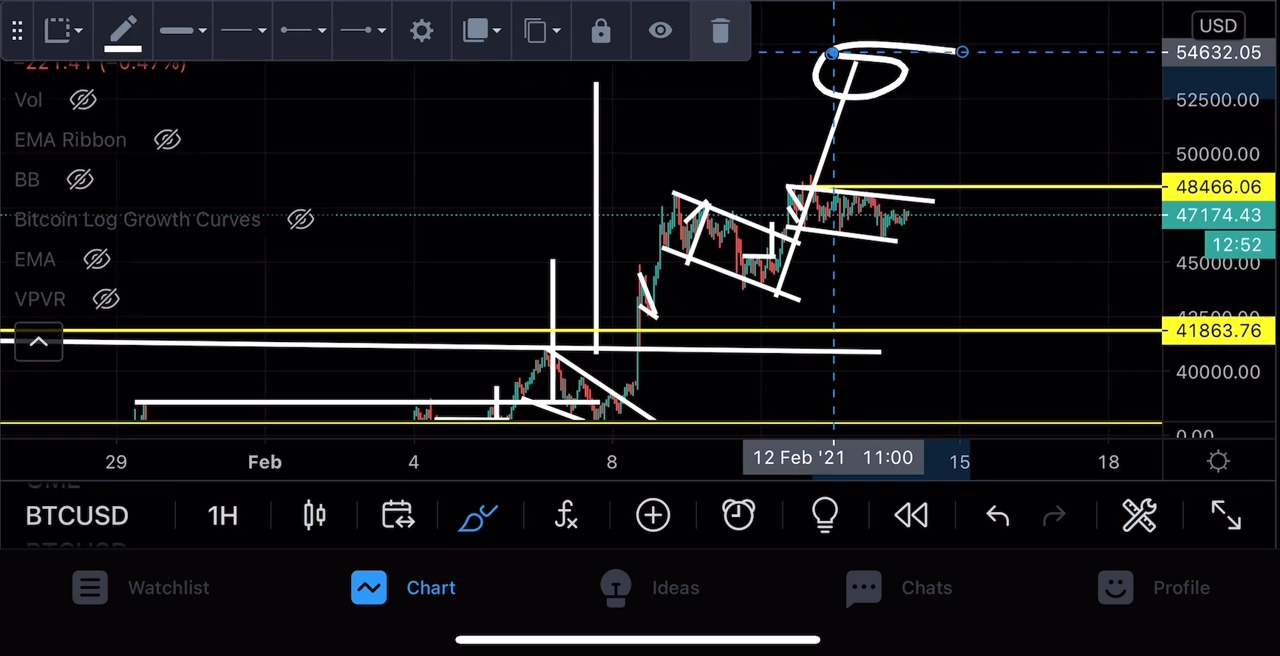 USD
54632.05
−221.41 (−0.47%)
Vol
52500.00
EMA Ribbon
50000.00
BB
48466.06
Bitcoin Log Growth Curves
47174.43
12:52
EMA
45000.00
VPVR
41863.76
40000.00
29 Feb 4 8 12 Feb '21 11:00 15 18
BTCUSD 1H
Watchlist Chart Ideas Chats Profile